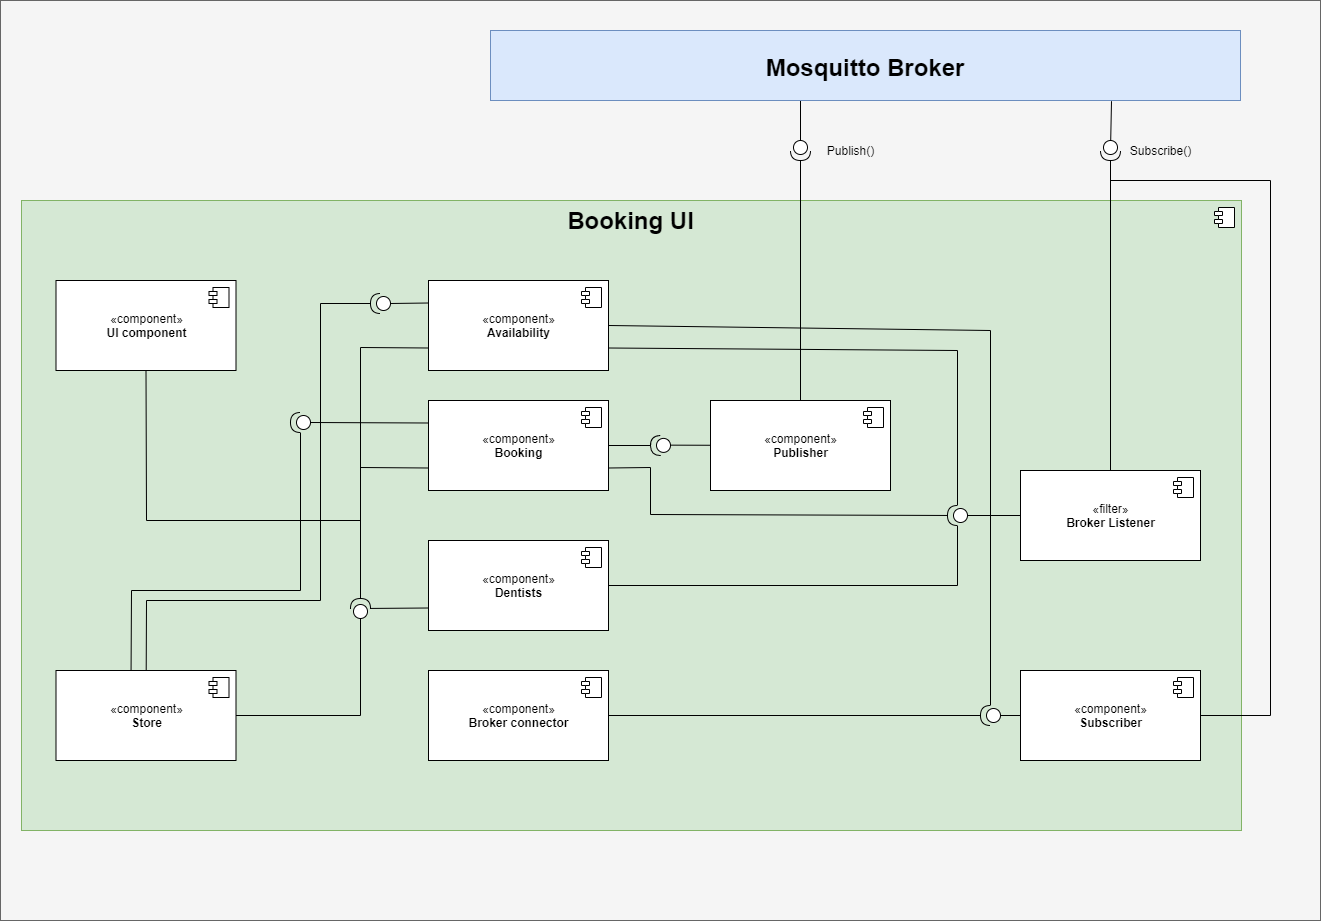 Mosquitto Broker
Publish()
Subscribe()
Booking UI
«component»
UI component
«component»
Availability
«component»
Booking
«component»
Publisher
«filter»
Broker Listener
«component»
Dentists
«component»
Store
«component»
Broker connector
«component»
Subscriber